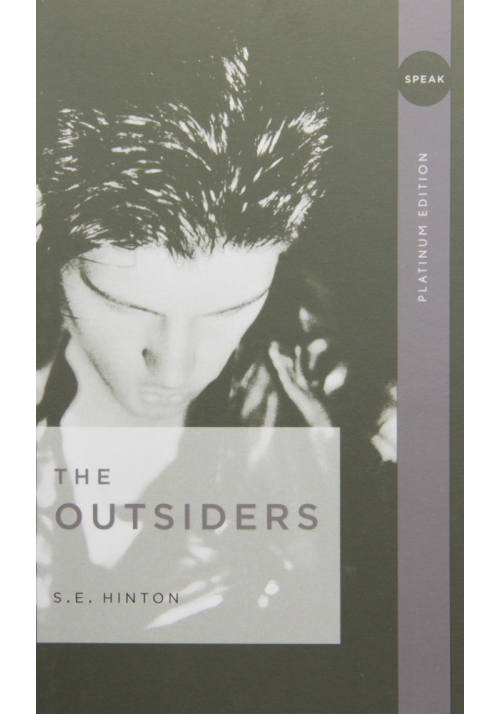 SPEAK
PLATINUM EDITION
THE
OUTSIDERS
S.E. HINTON